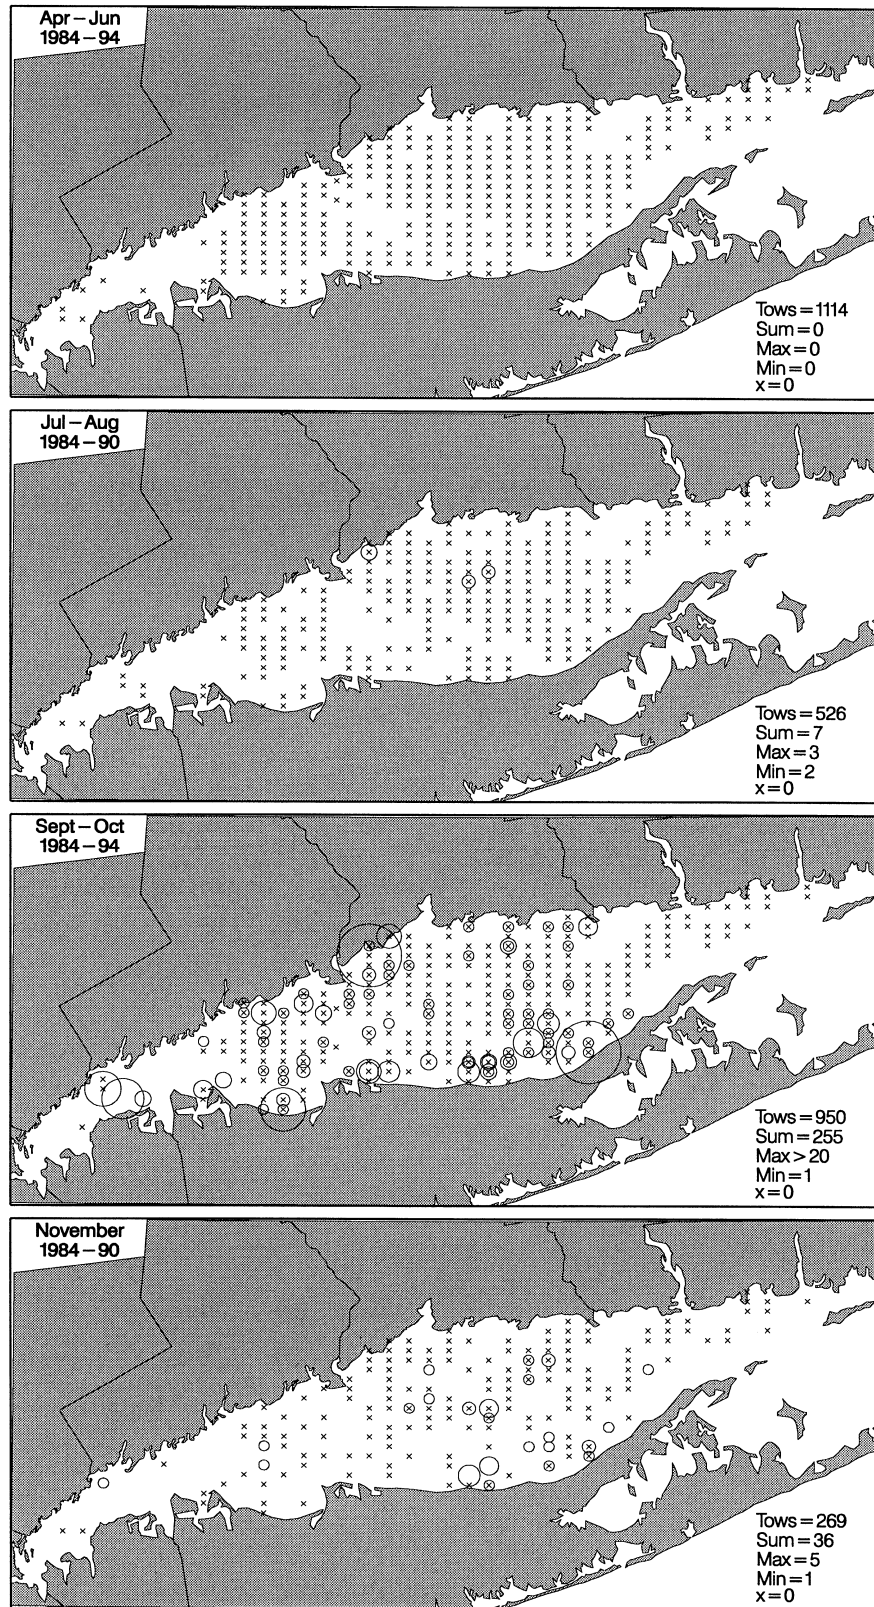 Apr – Jun
1984 – 94
Tows = 1114
Sum = 0
Max = 0
Min = 0
x = 0
Jul – Aug
1984 – 90
Tows = 526
Sum = 7
Max = 3
Min = 2
x = 0
Sept – Oct
1984 – 94
Tows = 950
Sum = 255
Max > 20
Min = 1
x = 0
November
1984 – 90
Tows = 269
Sum = 36
Max = 5
Min = 1
x = 0